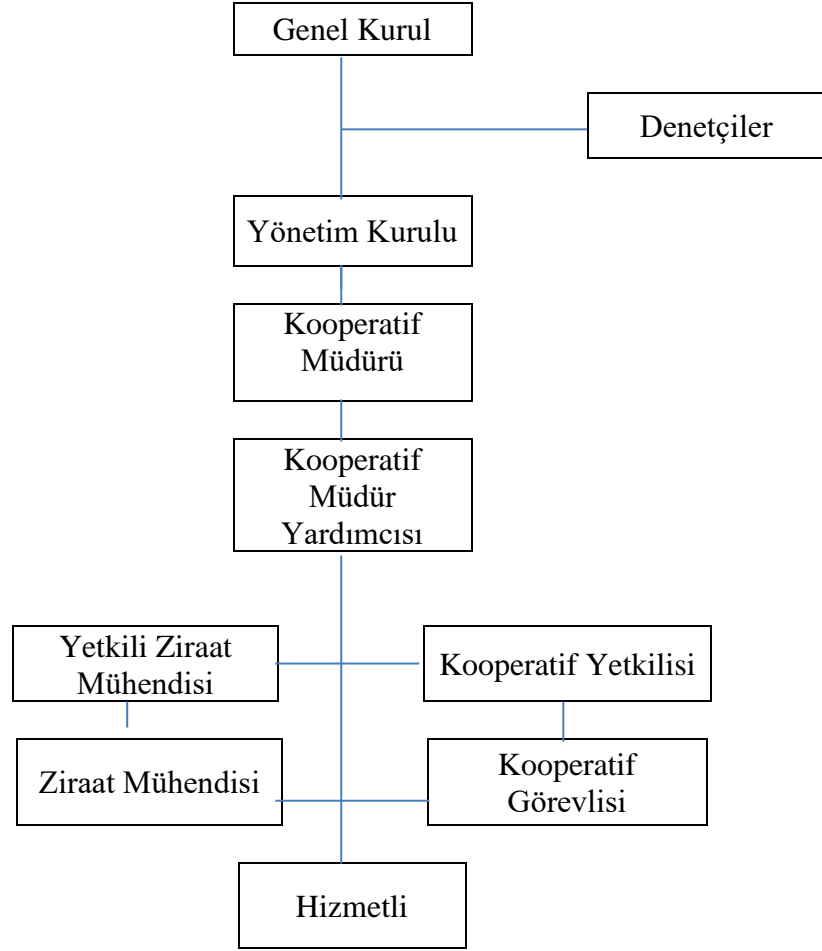 Genel Kurul
Denetçiler
Yönetim Kurulu
Kooperatif
Müdürü
Kooperatif
Müdür
Yardımcısı
Yetkili Ziraat
Mühendisi
Kooperatif Yetkilisi
Ziraat Mühendisi
Kooperatif
Görevlisi
Hizmetli